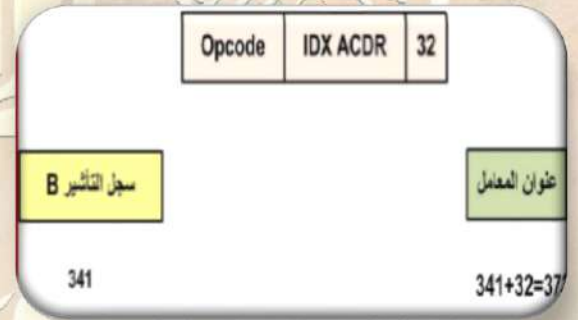 Opcode IDX ACDR 32
سجل التأشير B
عنوان المعامل
341
341+32=37